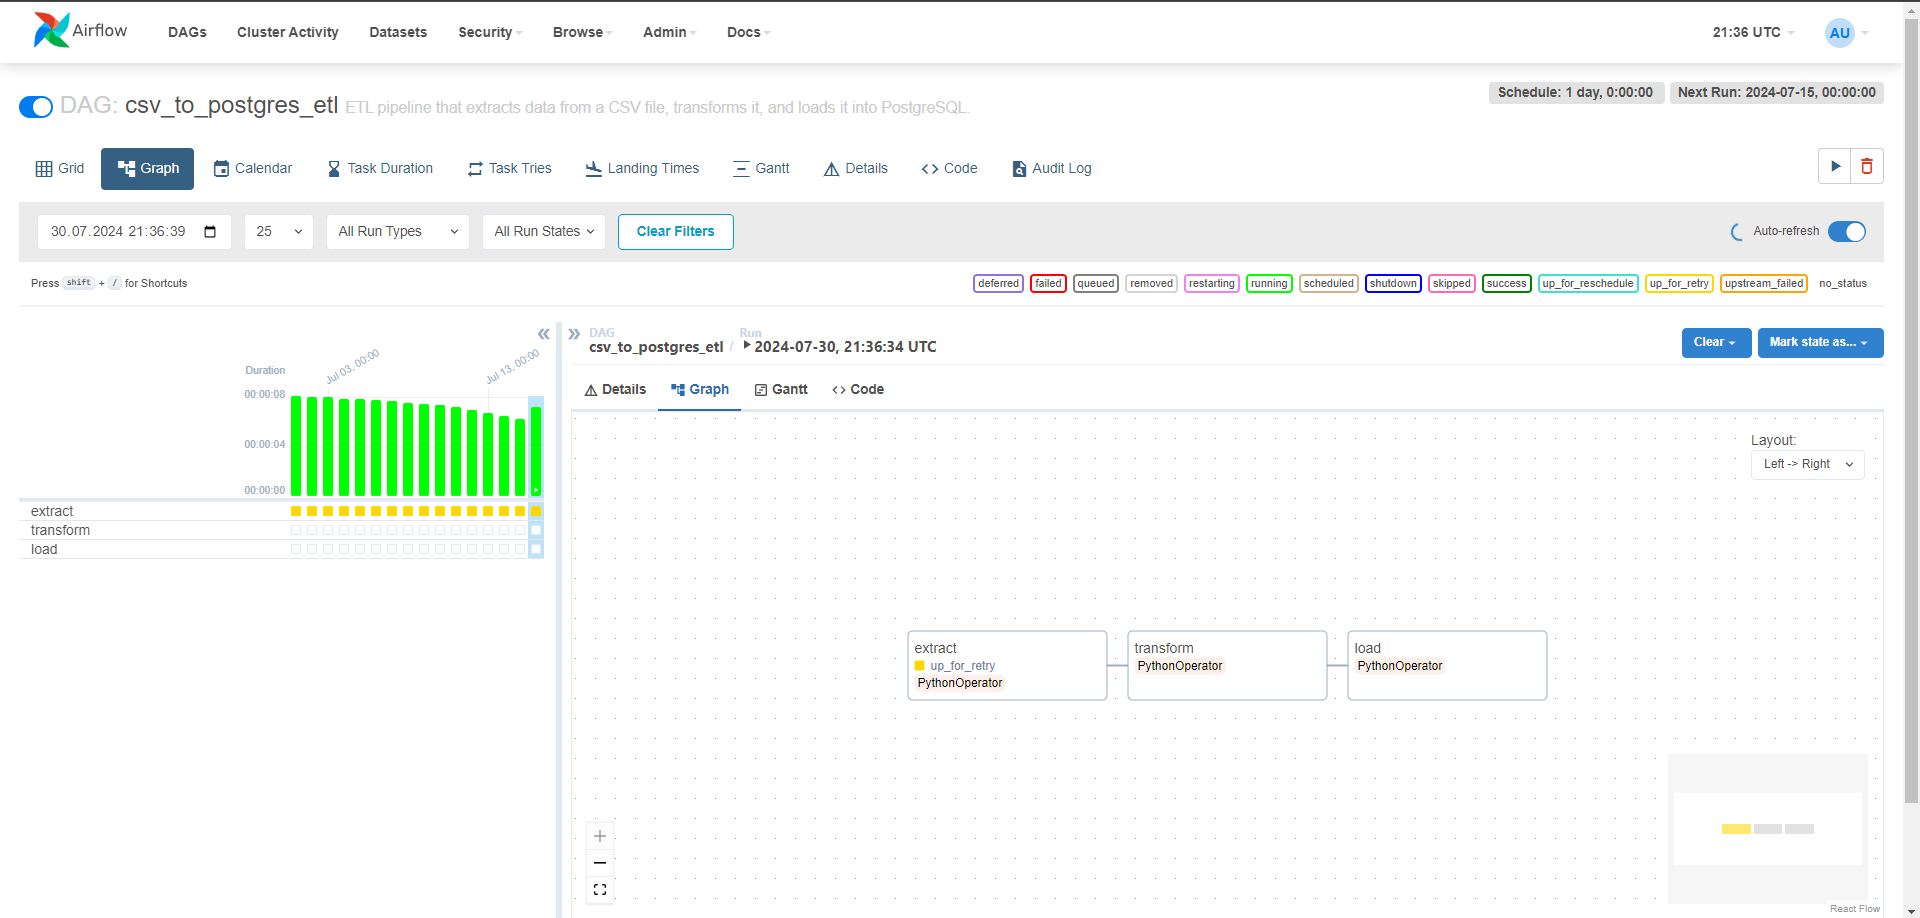 Airflow
DAGs Cluster Activity Datasets Security Browse Admin Docs
21:36 UTC AU
DAG: csv_to_postgres_etl ETL pipeline that extracts data from a CSV file, transforms it, and loads it into PostgreSQL.
Schedule: 1 day, 0:00:00 Next Run: 2024-07-15, 00:00:00
Grid Graph Calendar Task Duration Task Tries Landing Times Gantt Details <> Code Audit Log
30.07.2024 21:36:39 25 All Run Types All Run States Clear Filters
Auto-refresh
Press shift + / for Shortcuts
deferred failed queued removed restarting running scheduled shutdown skipped success up_for_reschedule up_for_retry upstream_failed no_status
DAG
csv_to_postgres_etl /
Run
2024-07-30, 21:36:34 UTC
Clear Mark state as...
Details Graph Gantt <> Code
Duration
Jul 03, 00:00
Jul 13, 00:00
00:00:08
00:00:04
00:00:00
extract
transform
load
Layout:
Left -> Right
extract
up_for_retry
PythonOperator
transform
PythonOperator
load
PythonOperator
React Flow